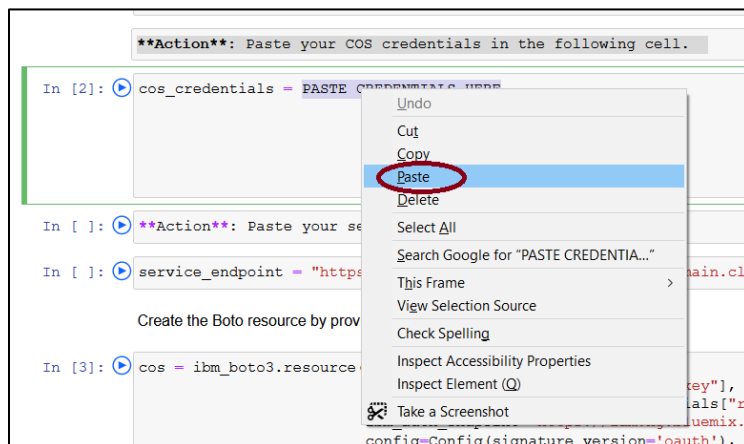 **Action**: Paste your COS credentials in the following cell.
In [2]: cos_credentials = PASTE CREDENTIALS HERE
Undo
Cut
Copy
Paste
Delete
In [ ]: **Action**: Paste your se
Select All
Search Google for "PASTE CREDENTIA..."
In [ ]: service_endpoint = "https main.cl
This Frame
View Selection Source
Create the Boto resource by prov
Check Spelling
In [3]: cos = ibm_boto3.resource(
Inspect Accessibility Properties
key"],
Inspect Element (Q)
ials["r
Take a Screenshot
uemix.
config=Config(signature_version='oauth'),